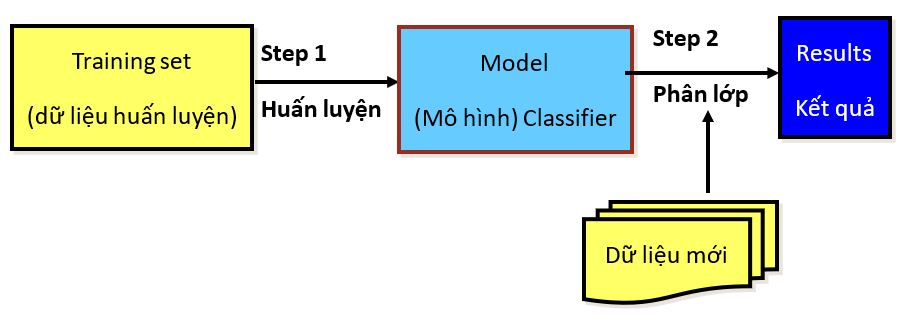 Training set
(dữ liệu huấn luyện)
Step 1
Huấn luyện
Model
(Mô hình) Classifier
Step 2
Phân lớp
Results
Kết quả
Dữ liệu mới